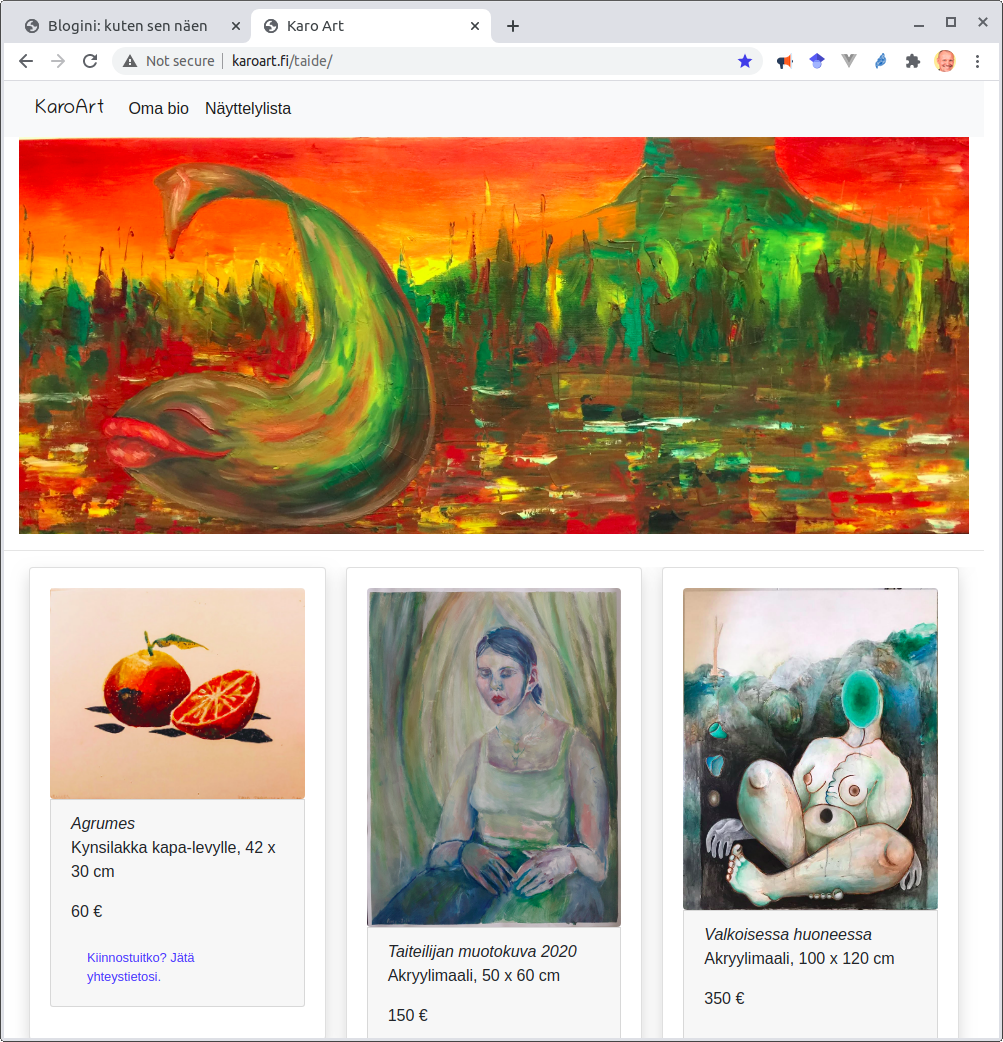 Blogini: kuten sen näen
Karo Art
Not secure
karoart.fi/taide/
KaroArt
Oma bio
Näyttelylista
Agrumes
Kynsilakka kapa-levylle, 42 x
30 cm
60 €
Kiinnostuitko? Jätä
yhteystietosi.
Taiteilijan muotokuva 2020
Akryylimaali, 50 x 60 cm
150 €
Valkoisessa huoneessa
Akryylimaali, 100 x 120 cm
350 €